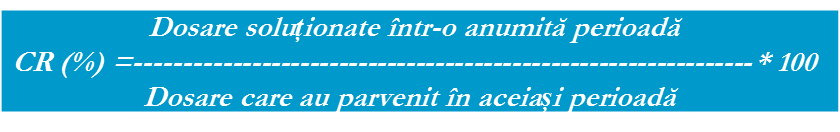 Dosare soluționate într-o anumită perioadă
CR (%) =--------------------------------------------------------------- * 100
Dosare care au parvenit în aceiași perioadă